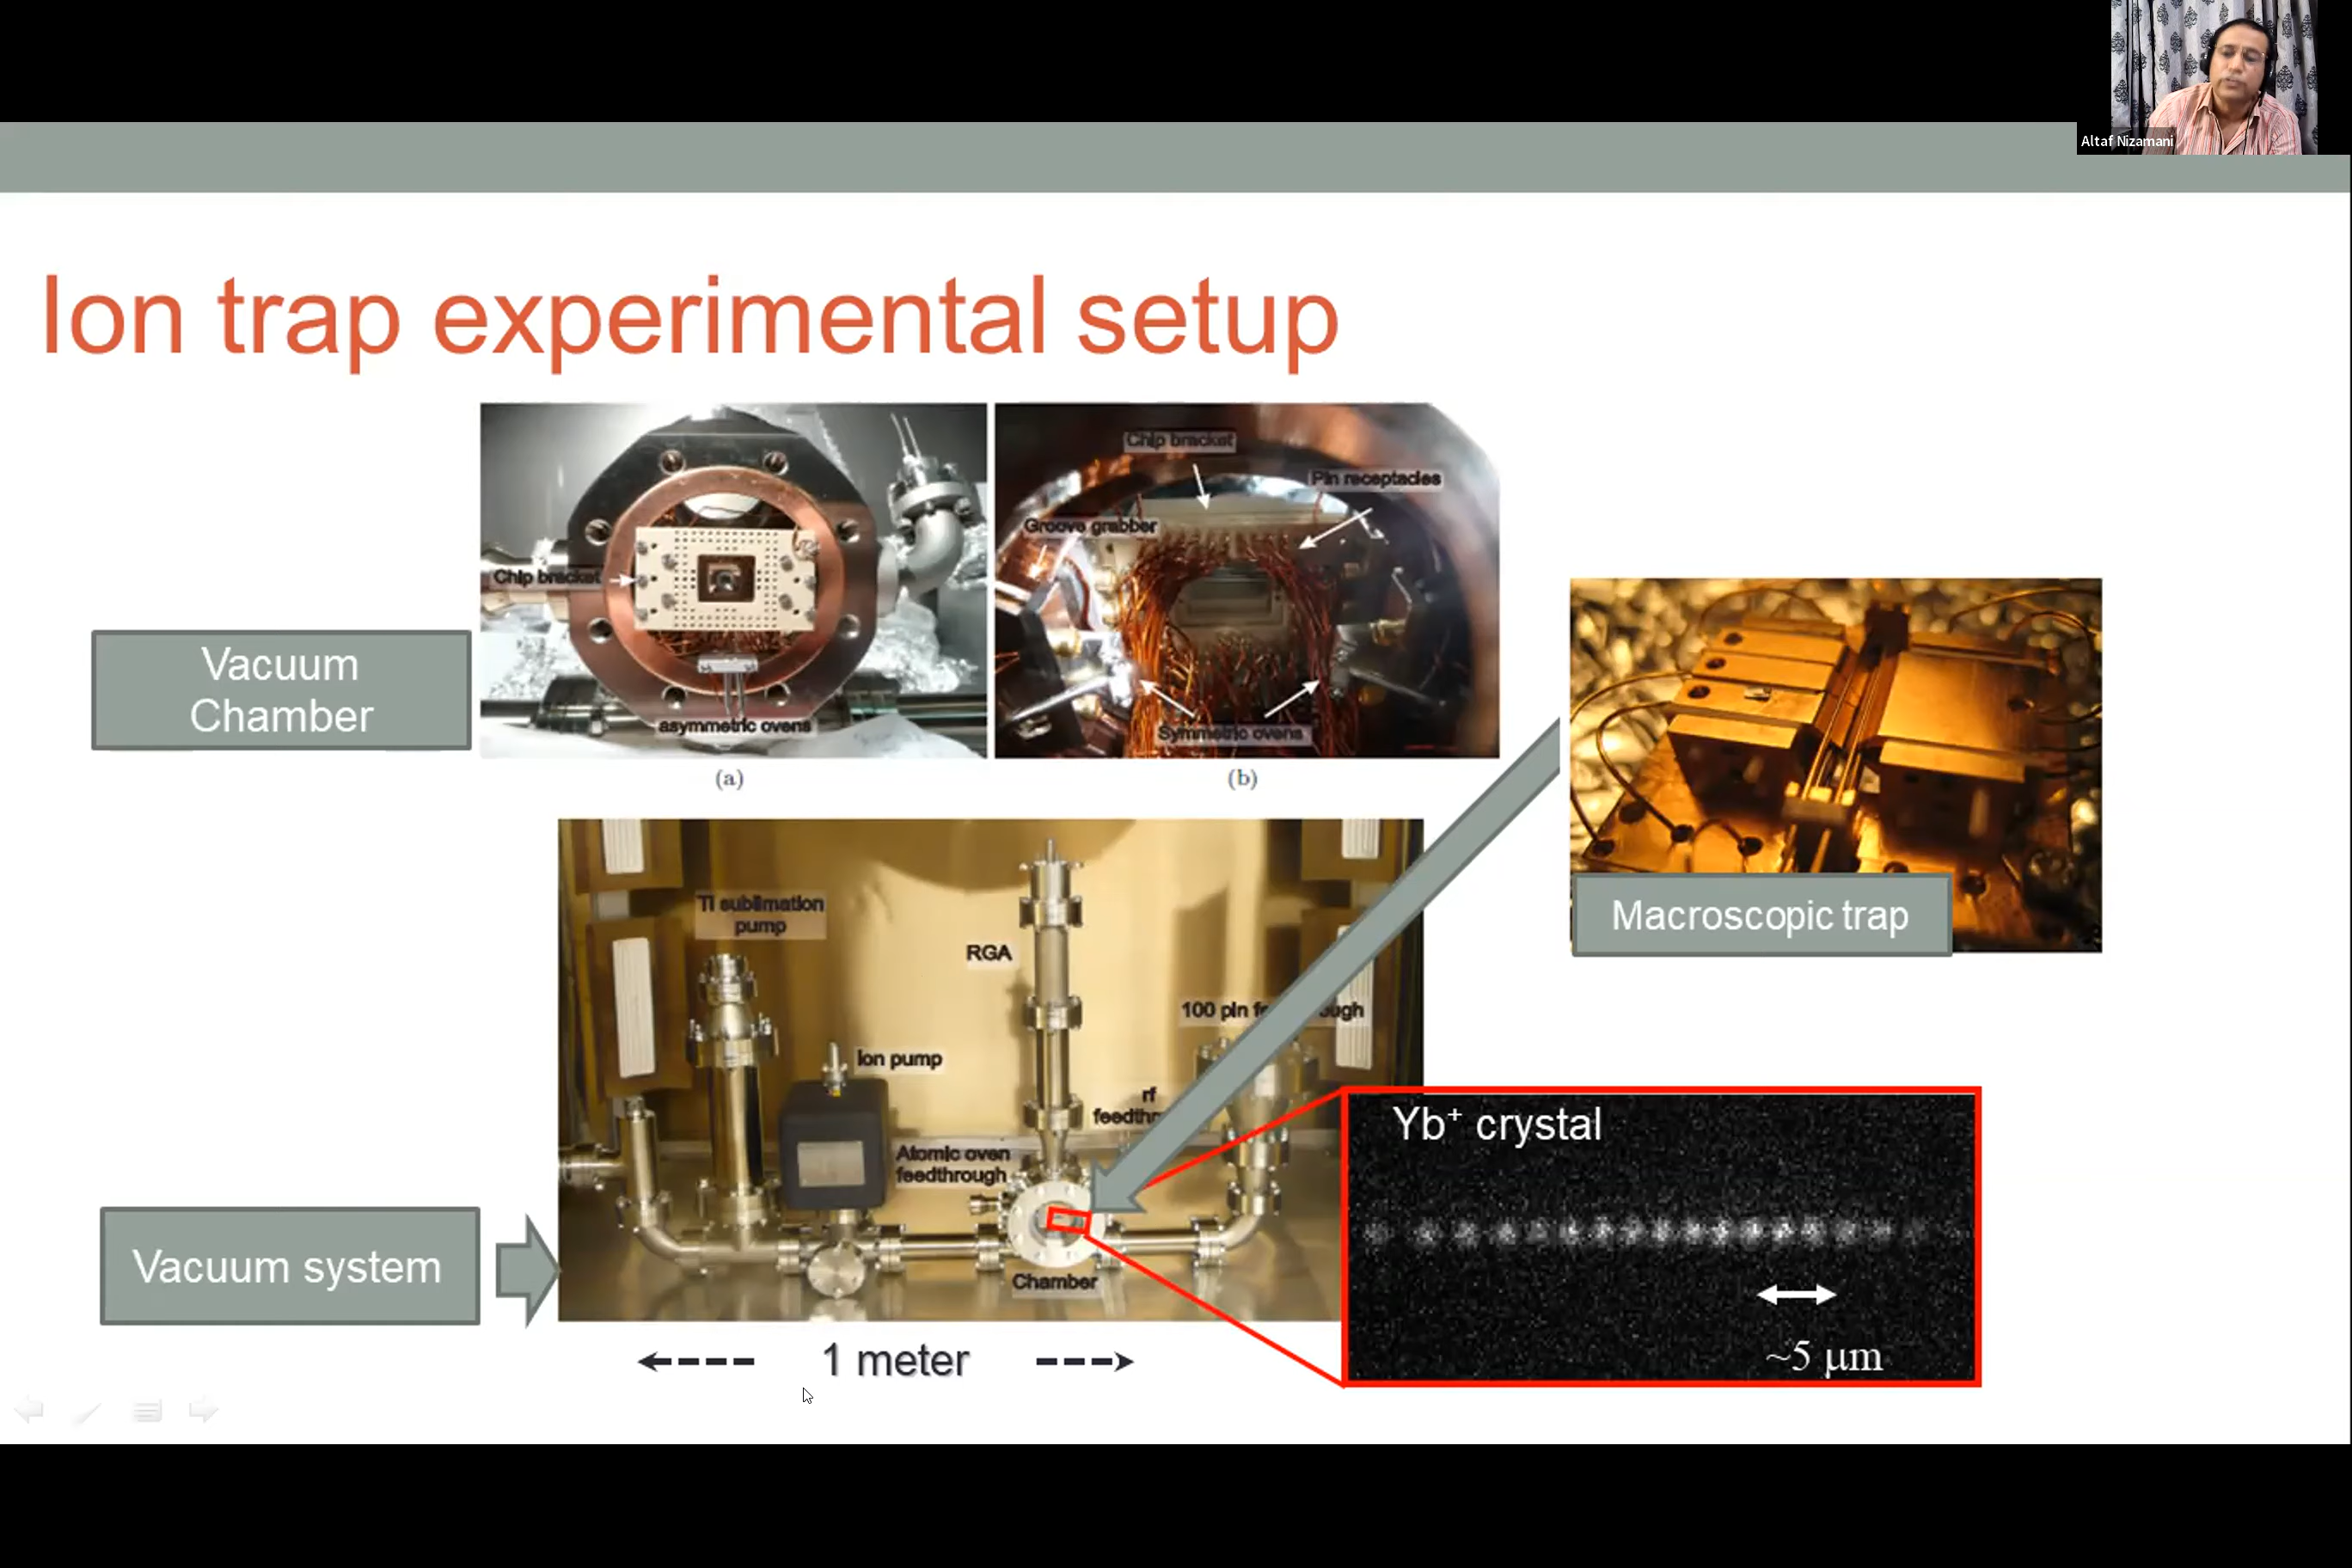 Altaf Nizamani
Ion trap experimental setup
Chip bracket
Pin receptacles
Groove grabber
Chip bracket
Vacuum
Chamber
asymmetric ovens
Symmetric ovens
(a)
(b)
Macroscopic trap
Ti sublimation
pump
RGA
100 pin f
ough
Ion pump
rf
feedthr
Atomic oven
feedthrough
Yb⁺ crystal
Vacuum system
Chamber
~5 μm
1 meter